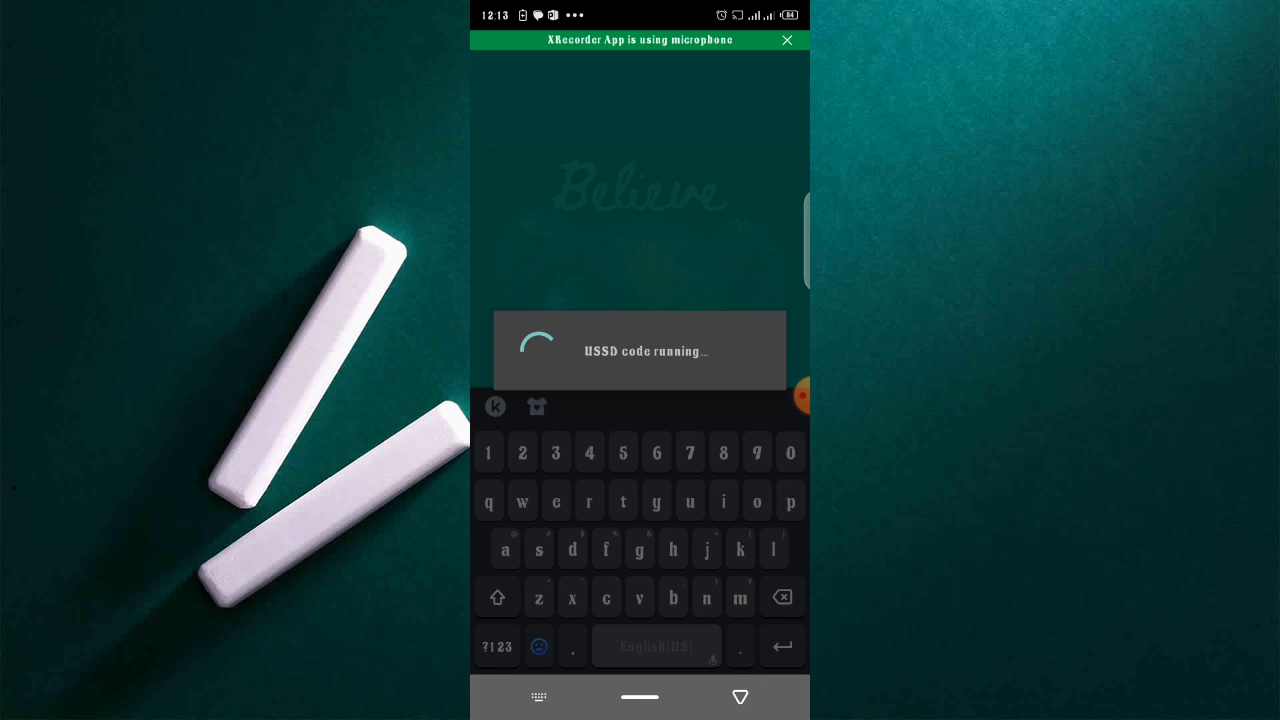 12:13
84
XRecorder App is using microphone
Believe
USSD code running...
k
1 2 3 4 5 6 7 8 9 0
q w e r t y u i o p
a s d f g h j k l
z x c v b n m
?123 . English(US) .